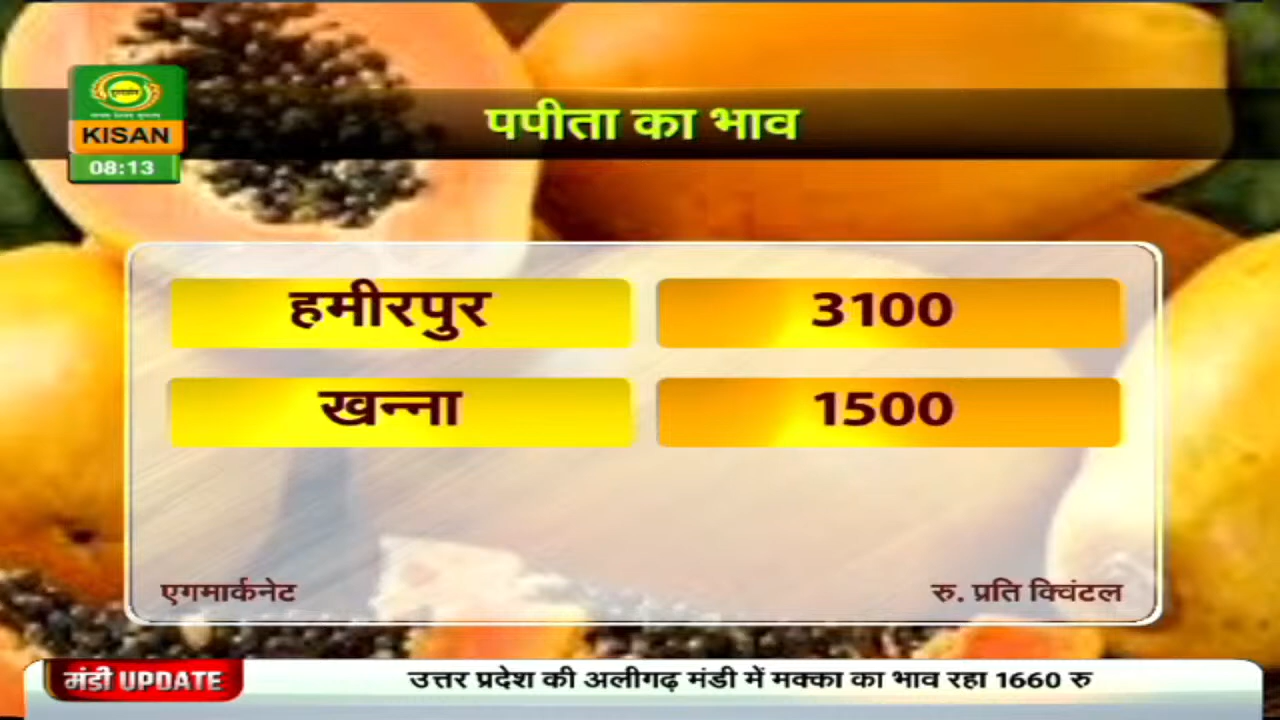 पपीता का भाव
KISAN
08:13
हमीरपुर 3100
खन्ना 1500
एगमार्कनेट रु. प्रति क्विंटल
मंडी UPDATE उत्तर प्रदेश की अलीगढ़ मंडी में मक्का का भाव रहा 1660 रु